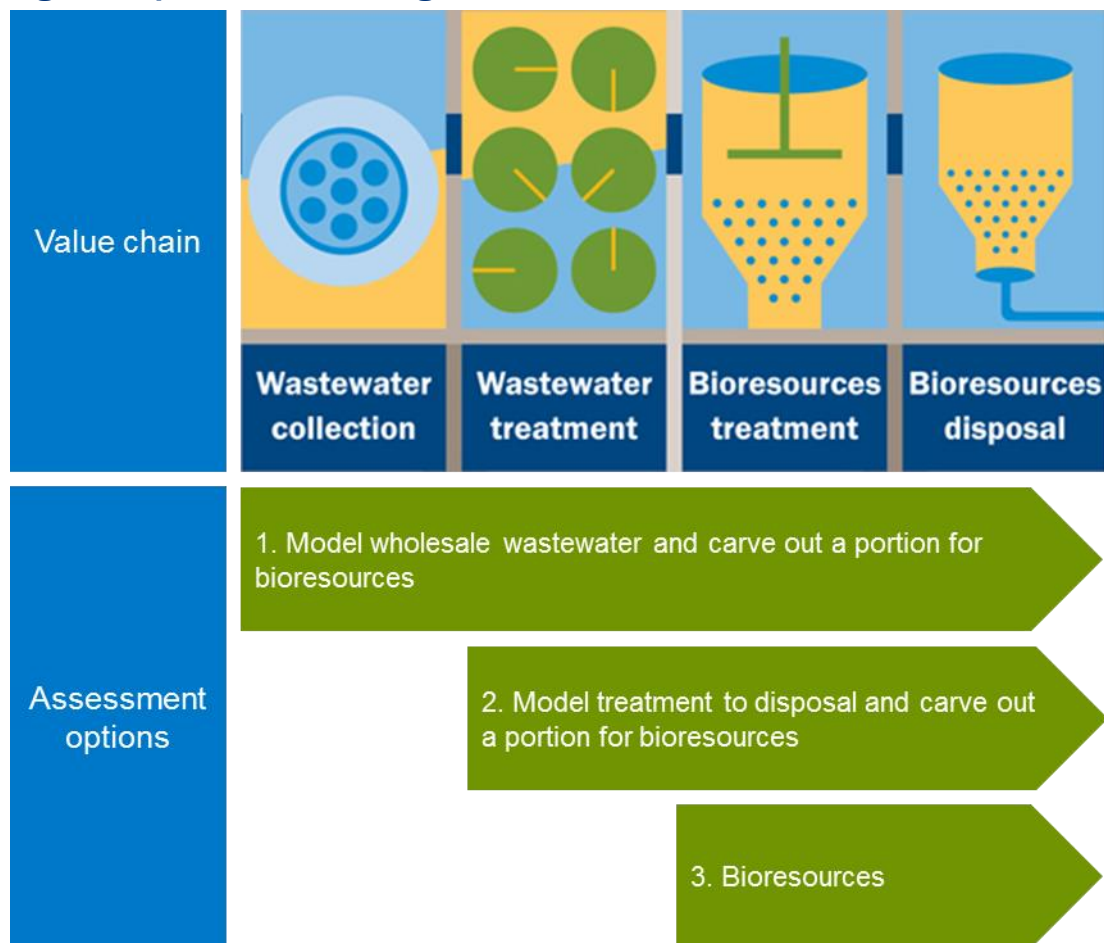 Value chain
Wastewater
collection
Wastewater
treatment
Bioresources
treatment
Bioresources
disposal
Assessment
options
1. Model wholesale wastewater and carve out a portion for
bioresources
2. Model treatment to disposal and carve out
a portion for bioresources
3. Bioresources